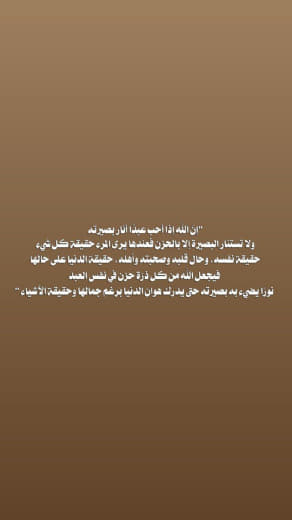 "ان الله اذا أحب عبدا أنار بصيرته
ولا تستنار البصيرة إلا بالحزن فعندها يرى المرء حقيقة كل شيء
حقيقة نفسه ، وحال قلبه وصحبته وأهله ، حقيقة الدنيا على حالها
فيجعل الله من كل ذرة حزن في نفس العبد
نورا يضيء به بصيرته حتى يدرك هوان الدنيا برغم جمالها وحقيقة الأشياء "